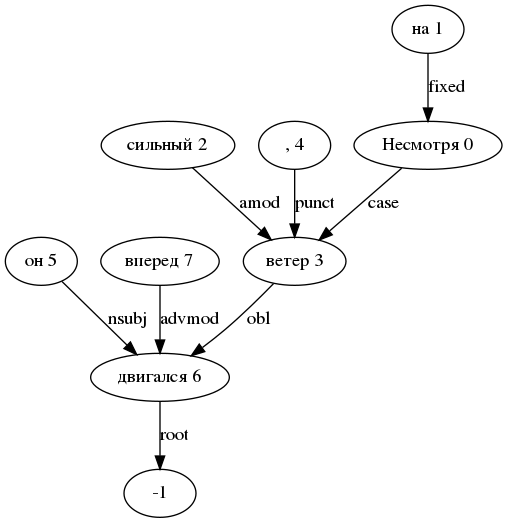 на 1
fixed
сильный 2
, 4
Несмотря 0
amod
punct
case
он 5
вперед 7
ветер 3
nsubj
advmod
obl
двигался 6
root
-1